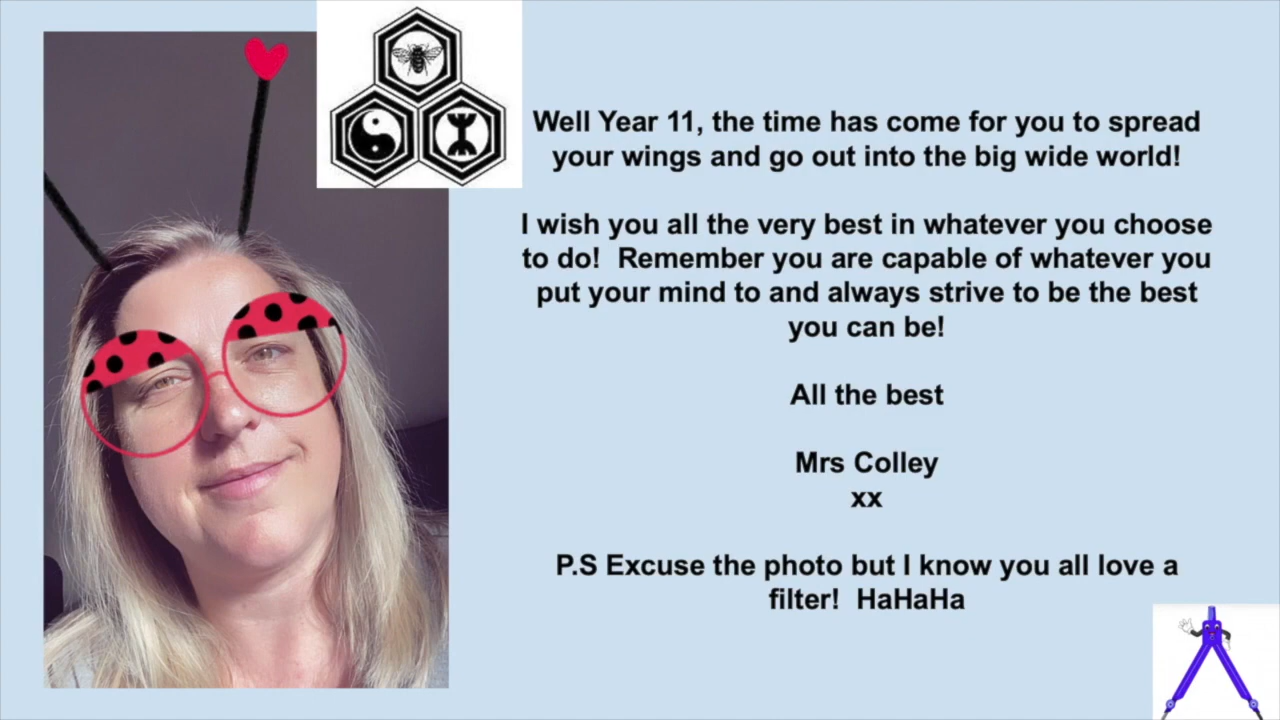 Well Year 11, the time has come for you to spread
your wings and go out into the big wide world!
I wish you all the very best in whatever you choose
to do!  Remember you are capable of whatever you
put your mind to and always strive to be the best
you can be!
All the best
Mrs Colley
xx
P.S Excuse the photo but I know you all love a
filter!  HaHaHa